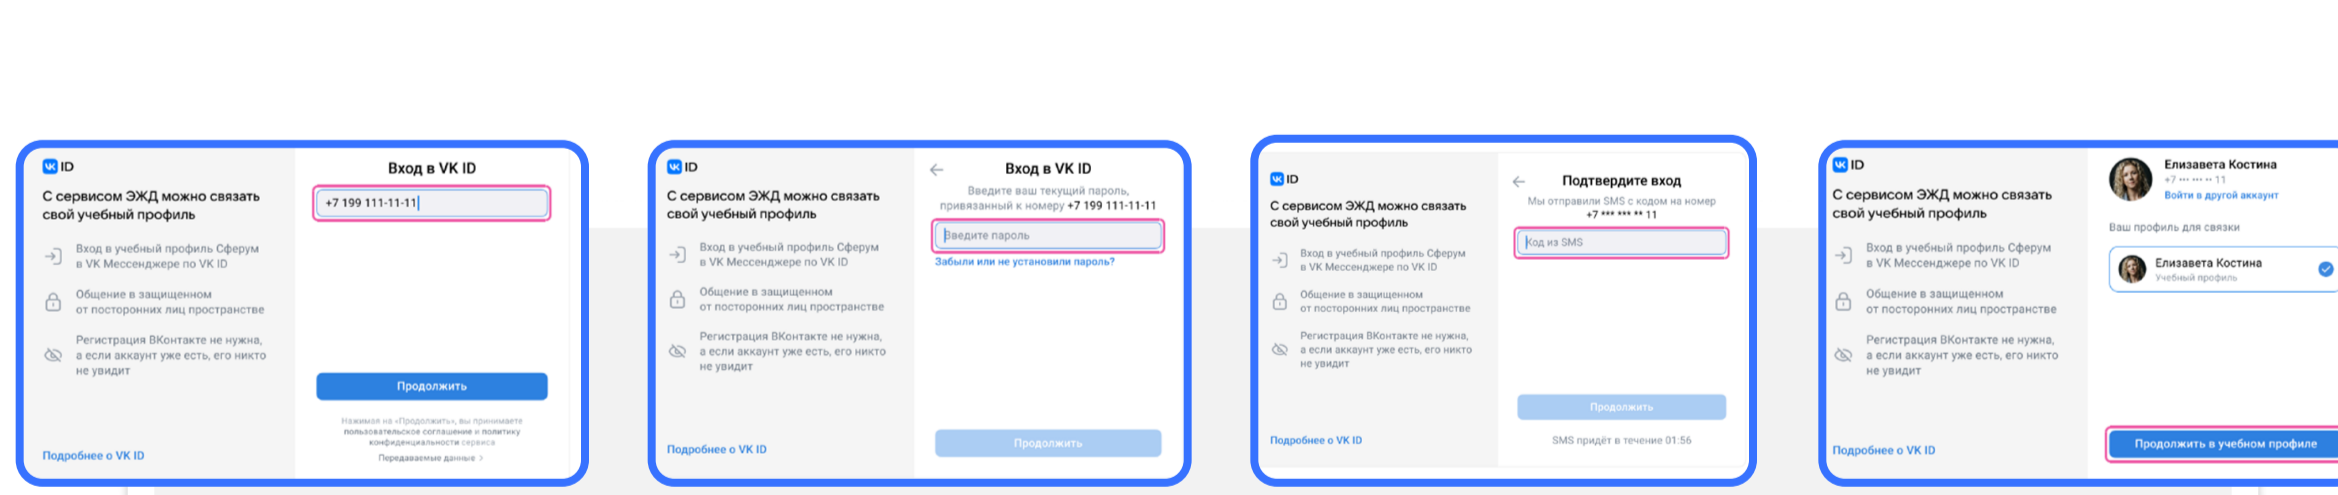 VK ID
С сервисом ЭЖД можно связать
свой учебный профиль
Вход в учебный профиль Сферум
в VK Мессенджере по VK ID
Общение в защищенном
от посторонних лиц пространстве
Регистрация ВКонтакте не нужна,
а если аккаунт уже есть, его никто
не увидит
Подробнее о VK ID
Вход в VK ID
+7 199 111-11-11
Продолжить
Нажимая на «Продолжить», вы принимаете
пользовательское соглашение и политику
конфиденциальности сервиса
Передаваемые данные >
VK ID
С сервисом ЭЖД можно связать
свой учебный профиль
Вход в учебный профиль Сферум
в VK Мессенджере по VK ID
Общение в защищенном
от посторонних лиц пространстве
Регистрация ВКонтакте не нужна,
а если аккаунт уже есть, его никто
не увидит
Подробнее о VK ID
Вход в VK ID
Введите ваш текущий пароль,
привязанный к номеру +7 199 111-11-11
Введите пароль
Забыли или не установили пароль?
Продолжить
VK ID
С сервисом ЭЖД можно связать
свой учебный профиль
Вход в учебный профиль Сферум
в VK Мессенджере по VK ID
Общение в защищенном
от посторонних лиц пространстве
Регистрация ВКонтакте не нужна,
а если аккаунт уже есть, его никто
не увидит
Подробнее о VK ID
Подтвердите вход
Мы отправили SMS с кодом на номер
+7 *** *** ** 11
Код из SMS
Продолжить
SMS придёт в течение 01:56
VK ID
С сервисом ЭЖД можно связать
свой учебный профиль
Вход в учебный профиль Сферум
в VK Мессенджере по VK ID
Общение в защищенном
от посторонних лиц пространстве
Регистрация ВКонтакте не нужна,
а если аккаунт уже есть, его никто
не увидит
Подробнее о VK ID
Елизавета Костина
+7 ··· ··· ·· 11
Войти в другой аккаунт
Ваш профиль для связки
Елизавета Костина
Учебный профиль
Продолжить в учебном профиле